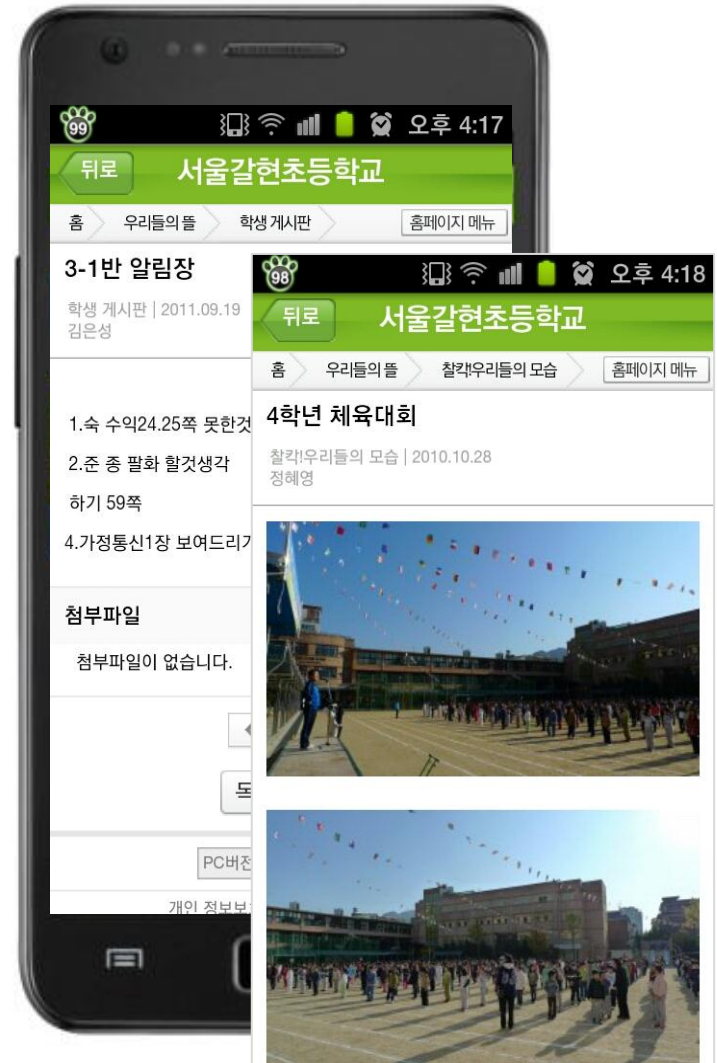 99
오후 4:17
뒤로
서울갈현초등학교
홈
우리들의 뜰
학생 게시판
홈페이지 메뉴
3-1반 알림장
학생 게시판 | 2011.09.19
김은성
1.숙 수익24.25쪽 못한것
2.준 종 팔화 할것생각
하기 59쪽
4.가정통신1장 보여드리기
첨부파일
첨부파일이 없습니다.
PC버전
개인 정보보
98
오후 4:18
뒤로
서울갈현초등학교
홈
우리들의 뜰
찰칵!우리들의 모습
홈페이지 메뉴
4학년 체육대회
찰칵!우리들의 모습 | 2010.10.28
정혜영